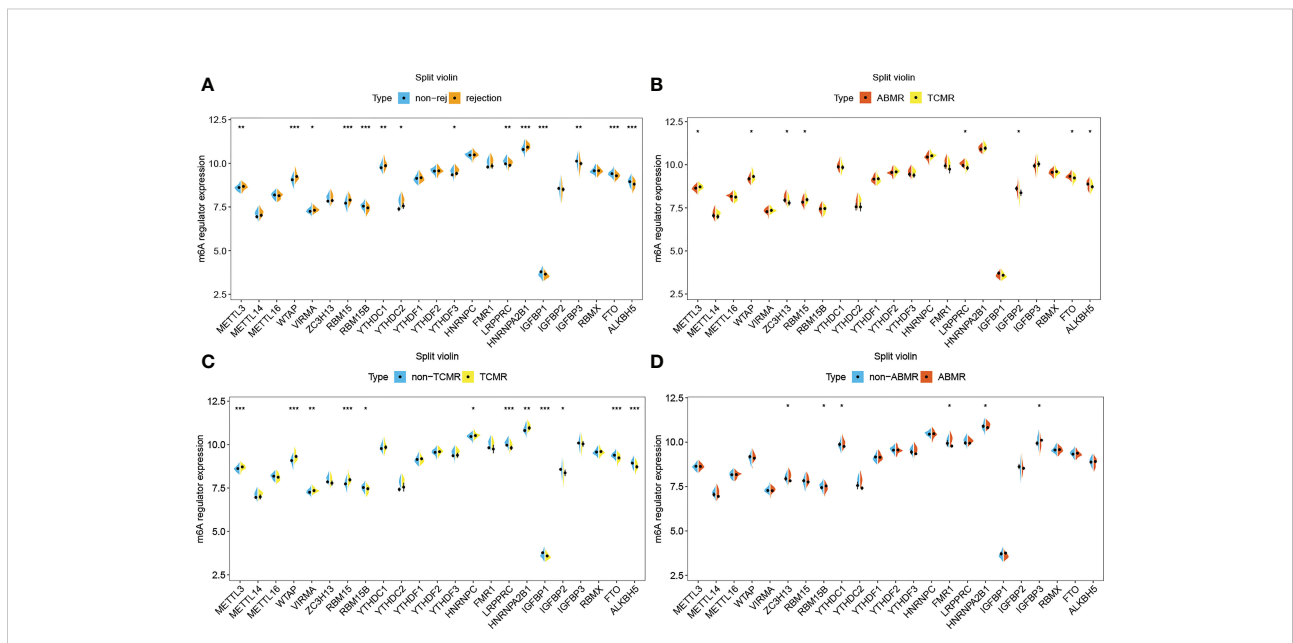 A
Split violin
Type non-rej rejection
** *** * *** *** ** * * ** *** *** ** *** ***
12.5
10.0
7.5
5.0
2.5
m6A regulator expression
METTL3 METTL14 METTL16 WTAP VIRMA ZC3H13 RBM15 RBM15B YTHDC1 YTHDC2 YTHDF1 YTHDF2 YTHDF3 HNRNPC FMR1 LRPPRC HNRNPA2B1 IGFBP1 IGFBP2 IGFBP3 RBMX FTO ALKBH5
B
Split violin
Type ABMR TCMR
* * * * * * * *
12.5
10.0
7.5
5.0
2.5
m6A regulator expression
METTL3 METTL14 METTL16 WTAP VIRMA ZC3H13 RBM15 RBM15B YTHDC1 YTHDC2 YTHDF1 YTHDF2 YTHDF3 HNRNPC FMR1 LRPPRC HNRNPA2B1 IGFBP1 IGFBP2 IGFBP3 RBMX FTO ALKBH5
C
Split violin
Type non-TCMR TCMR
*** *** ** *** * * *** ** *** * *** ***
12.5
10.0
7.5
5.0
2.5
m6A regulator expression
METTL3 METTL14 METTL16 WTAP VIRMA ZC3H13 RBM15 RBM15B YTHDC1 YTHDC2 YTHDF1 YTHDF2 YTHDF3 HNRNPC FMR1 LRPPRC HNRNPA2B1 IGFBP1 IGFBP2 IGFBP3 RBMX FTO ALKBH5
D
Split violin
Type non-ABMR ABMR
* * * * * *
12.5
10.0
7.5
5.0
2.5
m6A regulator expression
METTL3 METTL14 METTL16 WTAP VIRMA ZC3H13 RBM15 RBM15B YTHDC1 YTHDC2 YTHDF1 YTHDF2 YTHDF3 HNRNPC FMR1 LRPPRC HNRNPA2B1 IGFBP1 IGFBP2 IGFBP3 RBMX FTO ALKBH5